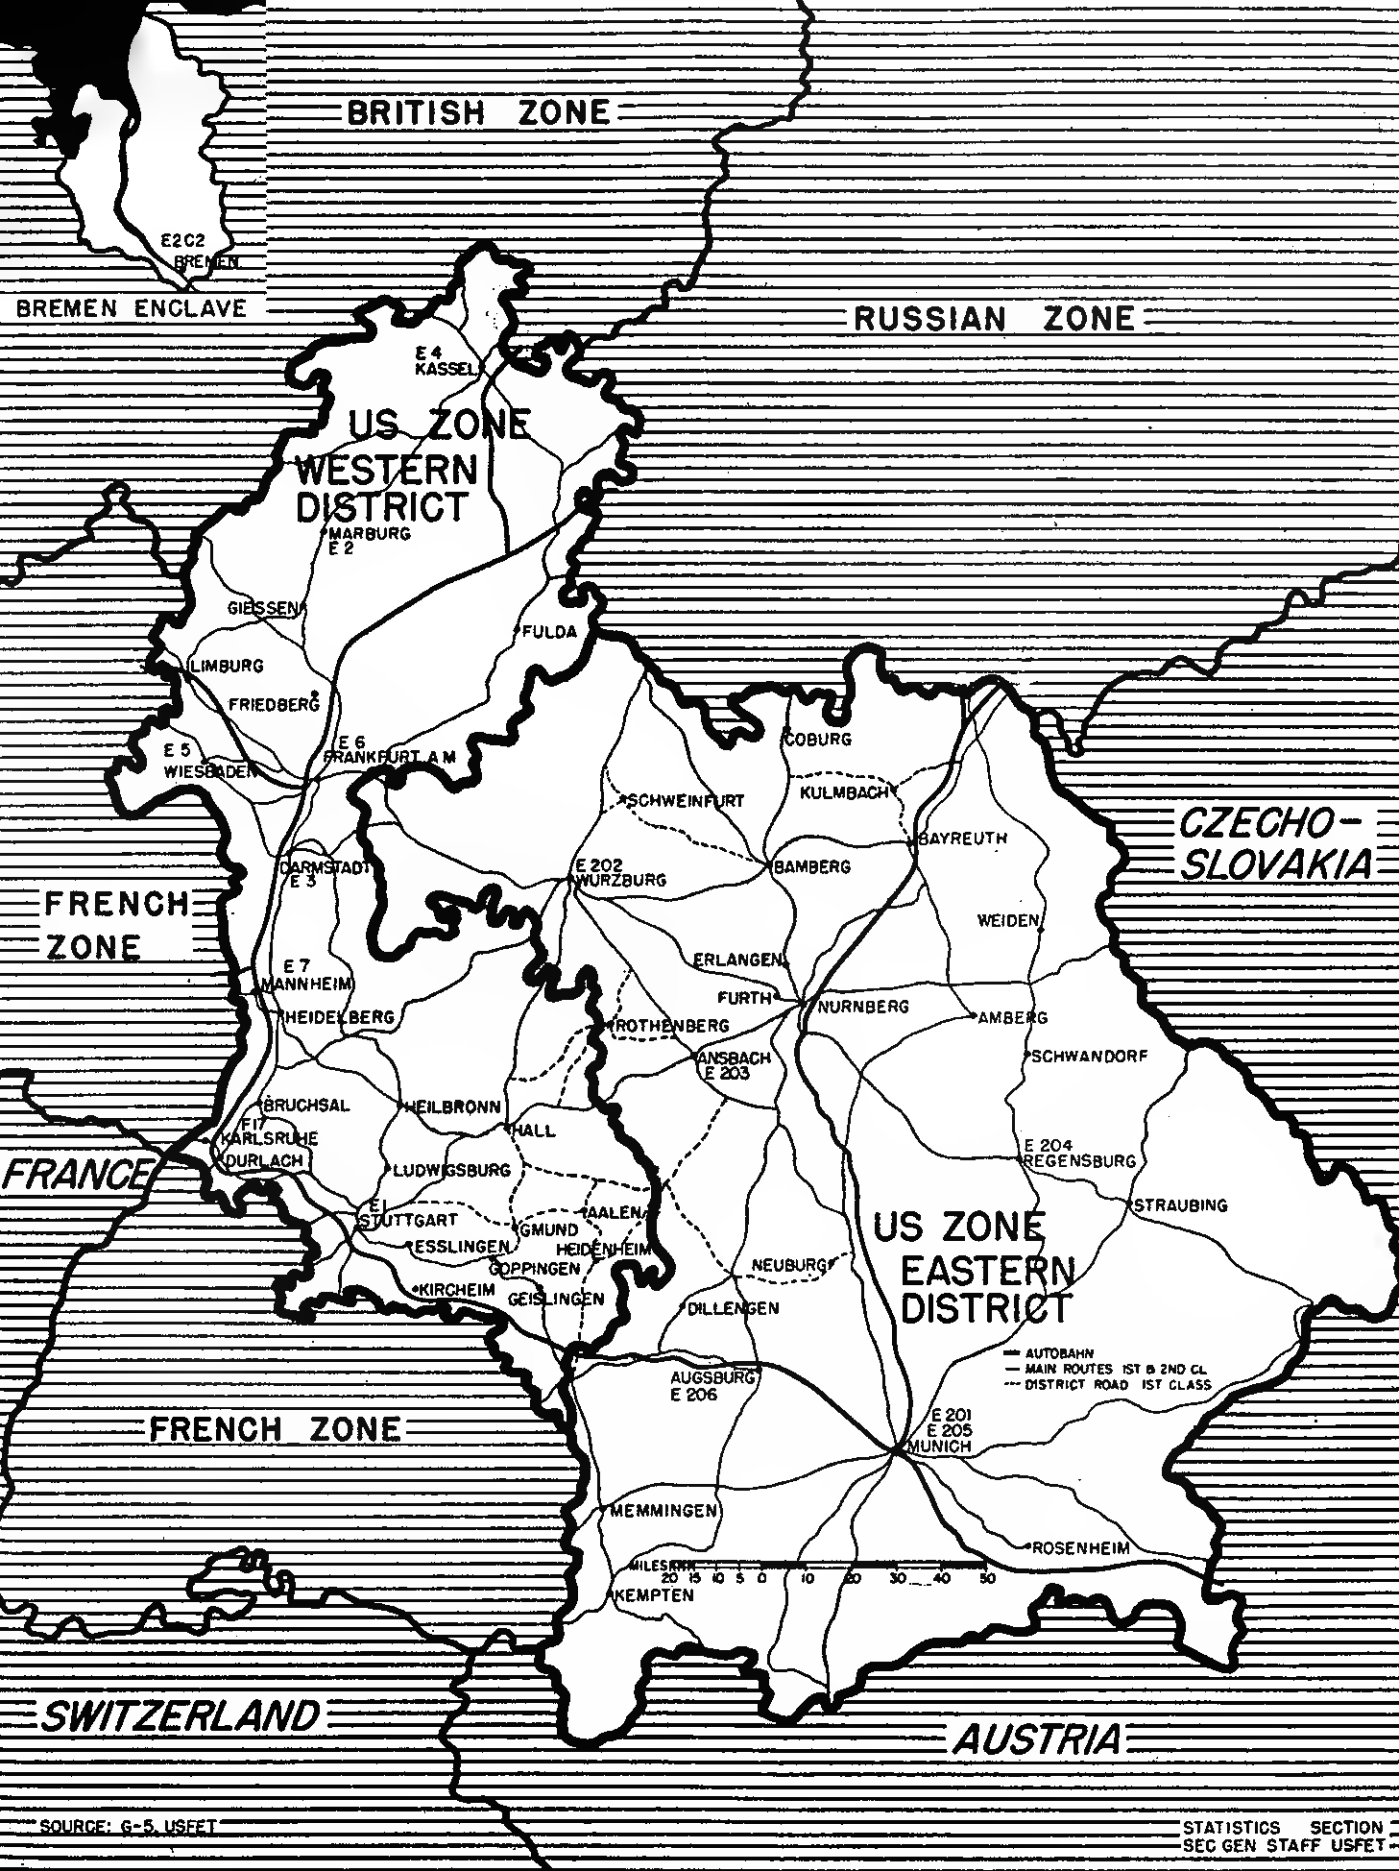 BRITISH ZONE
E2C2
BREMEN
BREMEN ENCLAVE
RUSSIAN ZONE
E 4
KASSEL
US ZONE
WESTERN
DISTRICT
MARBURG
E 2
GIESSEN
FULDA
LIMBURG
FRIEDBERG
E 5
WIESBADEN
E 6
FRANKFURT A M
COBURG
KULMBACH
SCHWEINFURT
BAYREUTH
CZECHO-
SLOVAKIA
DARMSTADT
E 3
E 202
WURZBURG
BAMBERG
FRENCH
ZONE
WEIDEN
ERLANGEN
E 7
MANNHEIM
FURTH
NURNBERG
HEIDELBERG
ROTHENBERG
AMBERG
ANSBACH
E 203
SCHWANDORF
BRUCHSAL
HEILBRONN
F17
KARLSRUHE
HALL
DURLACH
E 204
REGENSBURG
FRANCE
LUDWIGSBURG
STRAUBING
E 1
STUTTGART
AALEN
GMUND
US ZONE
EASTERN
DISTRICT
ESSLINGEN
HEIDENHEIM
GOPPINGEN
NEUBURG
KIRCHEIM
GEISLINGEN
DILLENGEN
AUTOBAHN
MAIN ROUTES 1ST & 2ND CL
DISTRICT ROAD 1ST CLASS
AUGSBURG
E 206
E 201
E 205
MUNICH
FRENCH ZONE
MEMMINGEN
ROSENHEIM
MILES
20 15 10 5 0 10 20 30 40 50
KEMPTEN
SWITZERLAND
AUSTRIA
SOURCE: G-5, USFET
STATISTICS SECTION
SEC GEN STAFF USFET